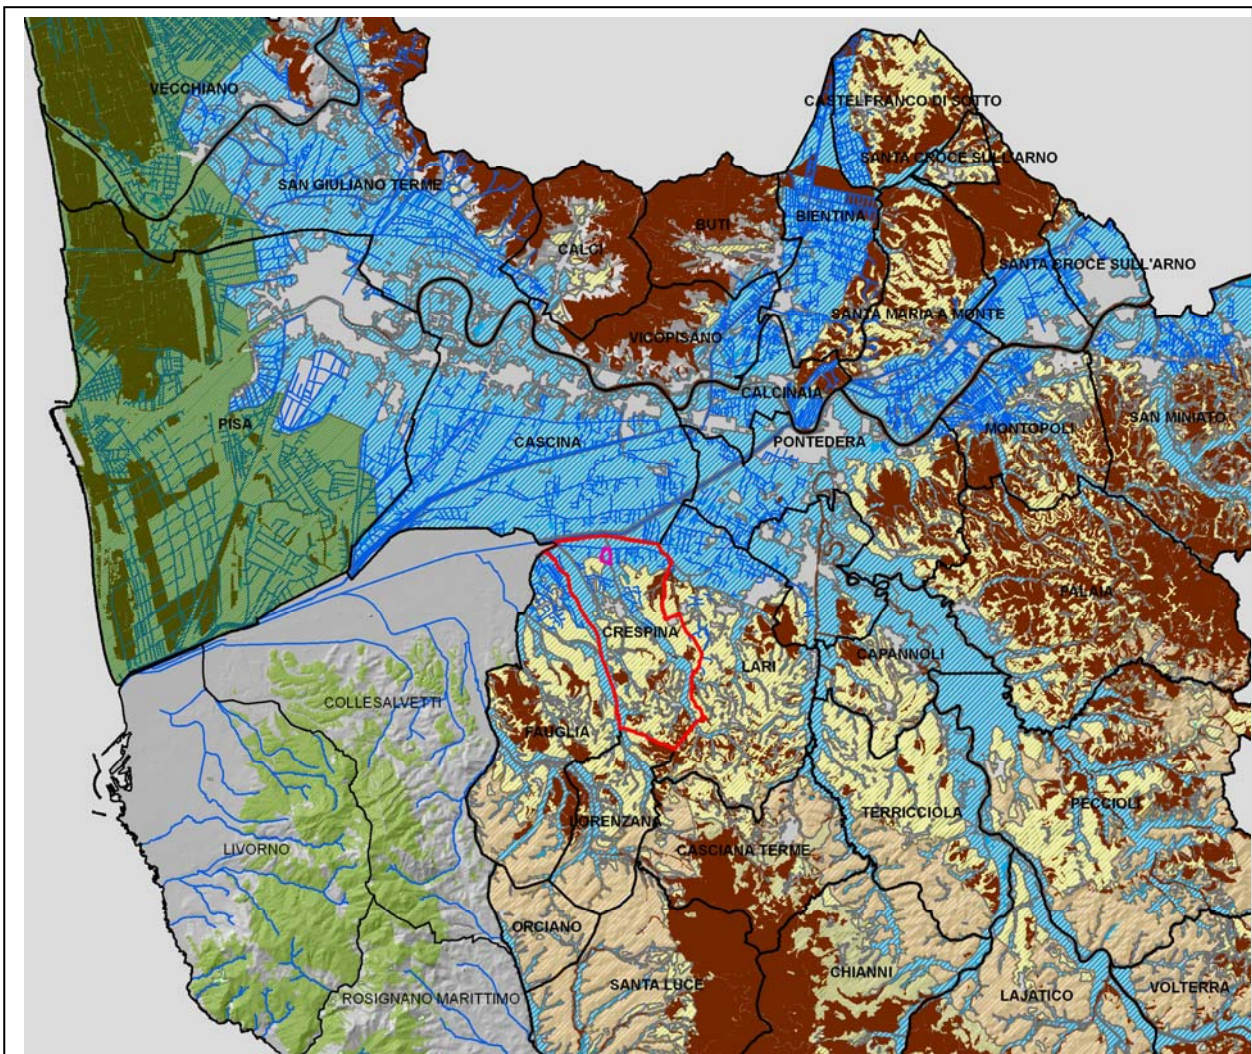 VECCHIANO
CASTELFRANCO DI SOTTO
SANTA CROCE SULL'ARNO
SAN GIULIANO TERME
BIENTINA
BUTI
CALCI
SANTA CROCE SULL'ARNO
SANTA MARIA A MONTE
VICOPISANO
CALCINAIA
PISA
CASCINA
PONTEDERA
MONTOPOLI
SAN MINIATO
PALAIA
CRESPINA
LARI
CAPANNOLI
COLLESALVETTI
FAUGLIA
PECCIOLI
TERRICCIOLA
LORENZANA
LIVORNO
CASCIANA TERME
ORCIANO
CHIANNI
SANTA LUCE
VOLTERRA
LAJATICO
ROSIGNANO MARITTIMO